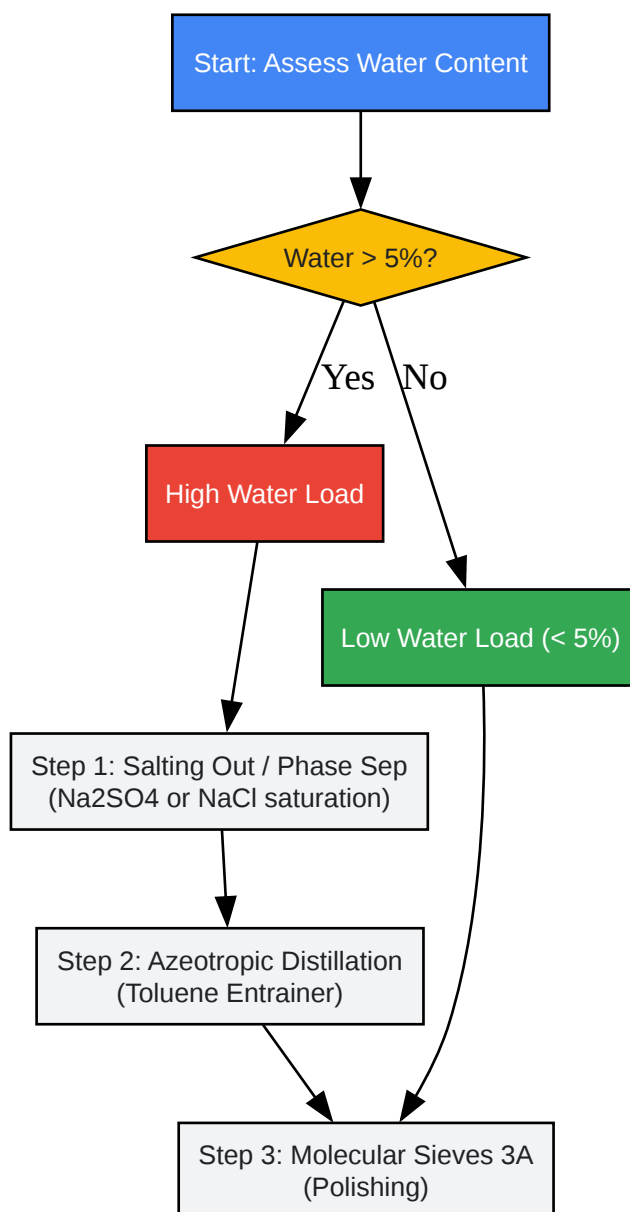 Start: Assess Water Content
Water > 5%?
Yes
No
High Water Load
Low Water Load (< 5%)
Step 1: Salting Out / Phase Sep
(Na2SO4 or NaCl saturation)
Step 2: Azeotropic Distillation
(Toluene Entrainer)
Step 3: Molecular Sieves 3A
(Polishing)